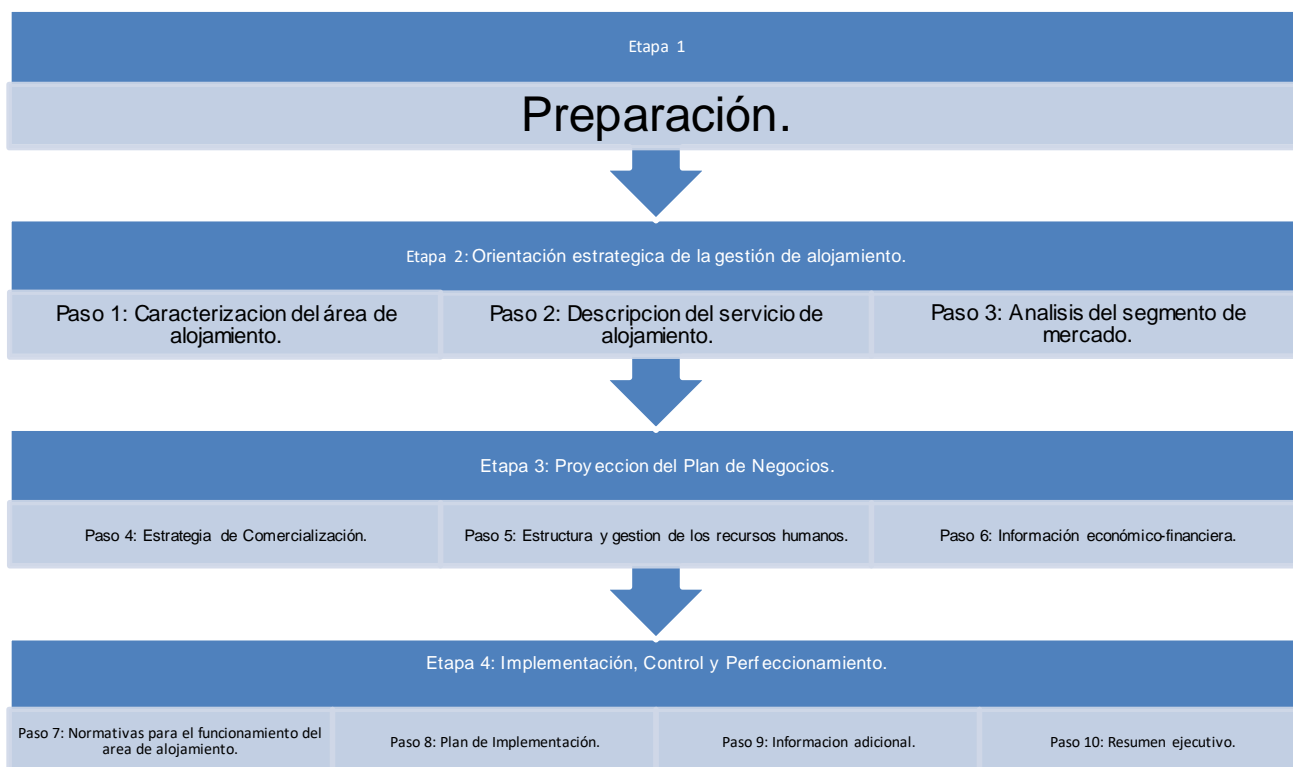 Etapa 1
Preparación.
Etapa 2: Orientación estrategica de la gestión de alojamiento.
Paso 1: Caracterizacion del área de
alojamiento.
Paso 2: Descripcion del servicio de
alojamiento.
Paso 3: Analisis del segmento de
mercado.
Etapa 3: Proyeccion del Plan de Negocios.
Paso 4: Estrategia de Comercialización.
Paso 5: Estructura y gestion de los recursos humanos.
Paso 6: Información económico-financiera.
Etapa 4: Implementación, Control y Perfeccionamiento.
Paso 7: Normativas para el funcionamiento del
area de alojamiento.
Paso 8: Plan de Implementación.
Paso 9: Informacion adicional.
Paso 10: Resumen ejecutivo.